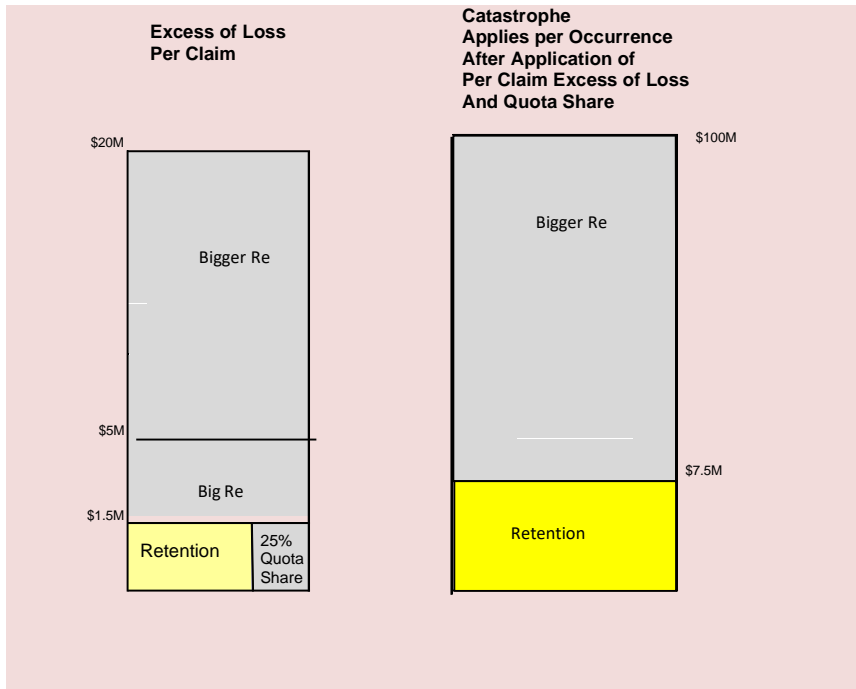 Excess of Loss
Per Claim
Catastrophe
Applies per Occurrence
After Application of
Per Claim Excess of Loss
And Quota Share
$20M
Bigger Re
$5M
Big Re
$1.5M
Retention
25%
Quota
Share
$100M
Bigger Re
$7.5M
Retention